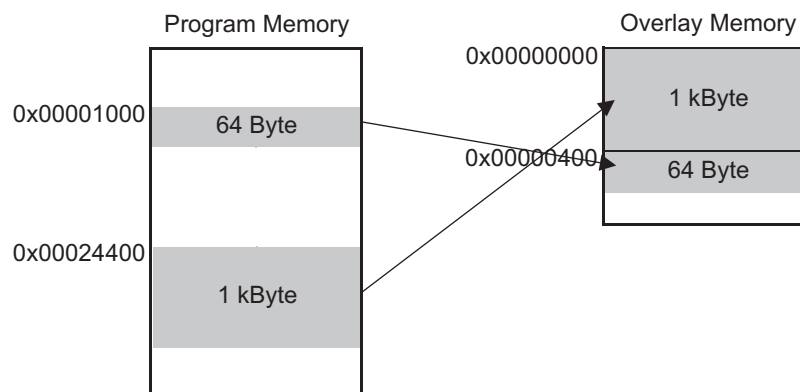 Program Memory
0x00001000
64 Byte
0x00024400
1 kByte
Overlay Memory
0x00000000
1 kByte
0x00000400
64 Byte